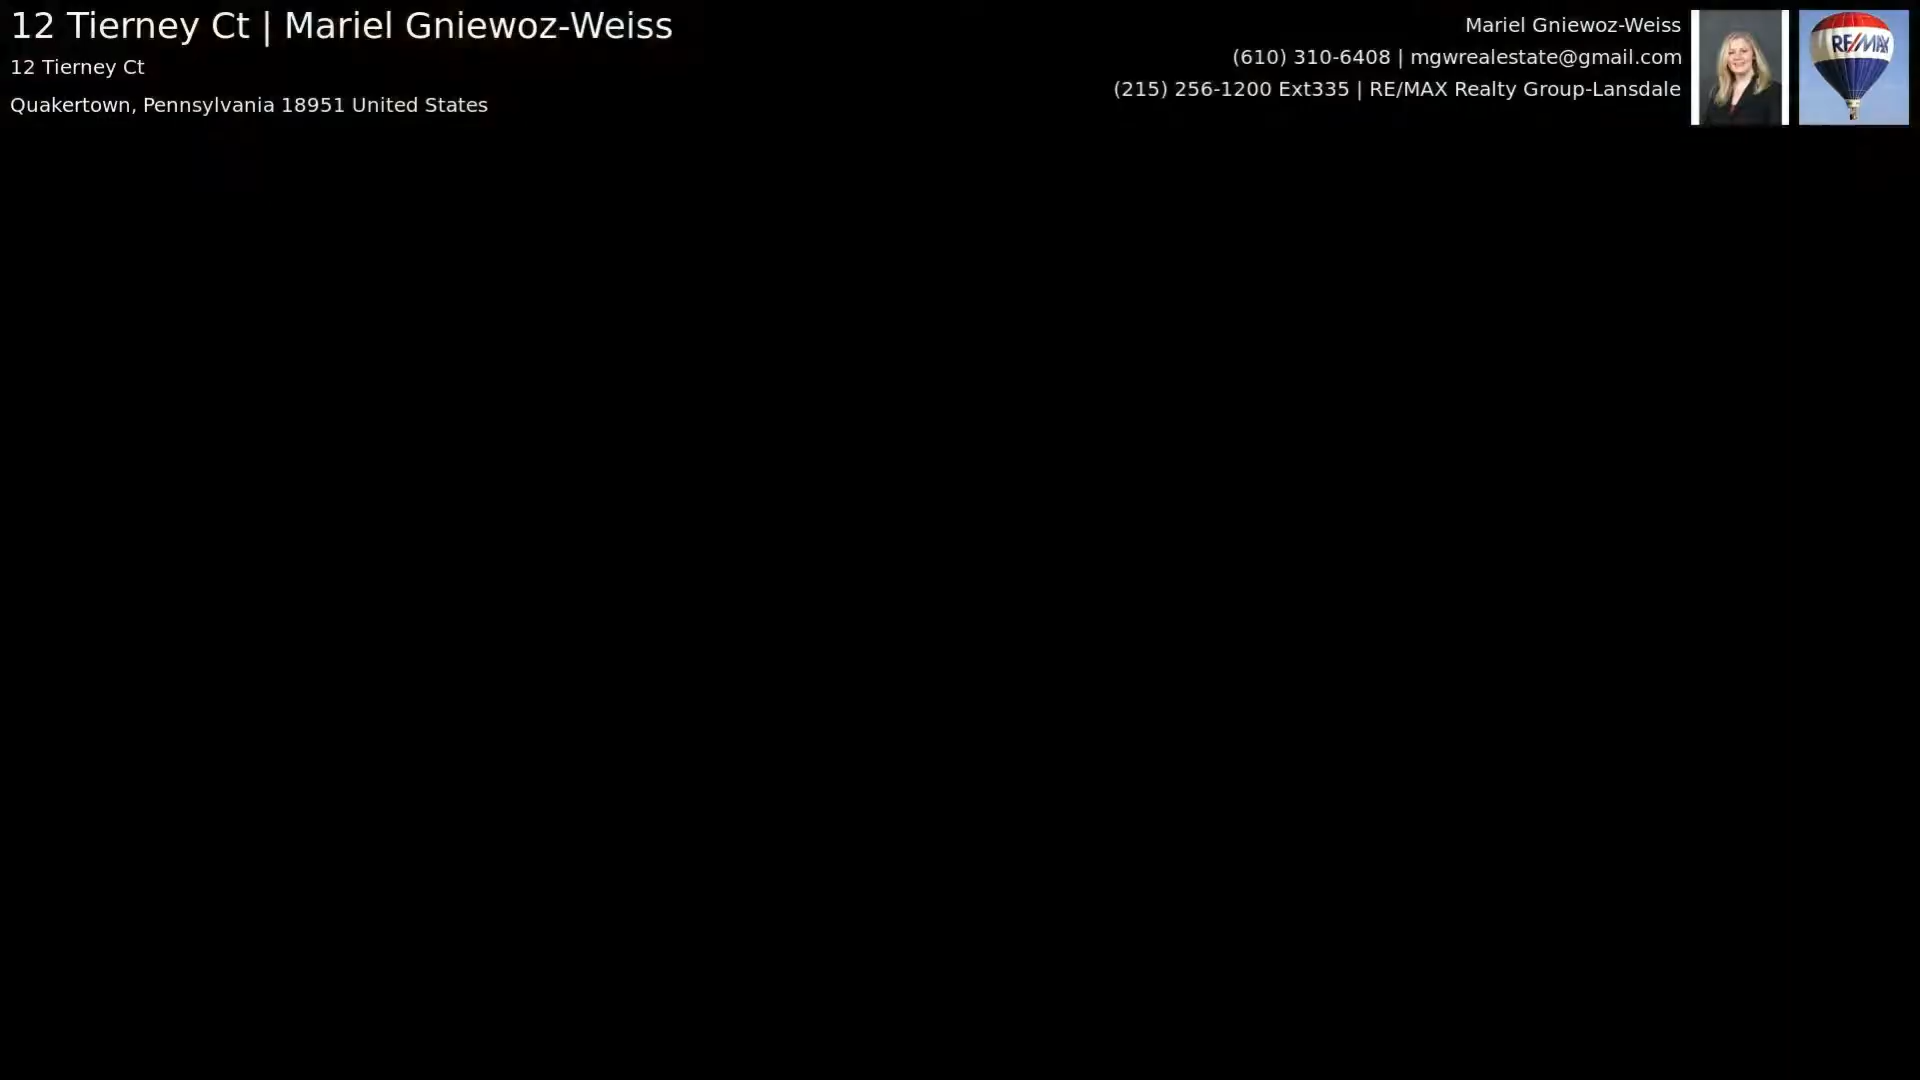 12 Tierney Ct | Mariel Gniewoz-Weiss
12 Tierney Ct
Quakertown, Pennsylvania 18951 United States
Mariel Gniewoz-Weiss
(610) 310-6408 | mgwrealestate@gmail.com
(215) 256-1200 Ext335 | RE/MAX Realty Group-Lansdale
RE/MAX